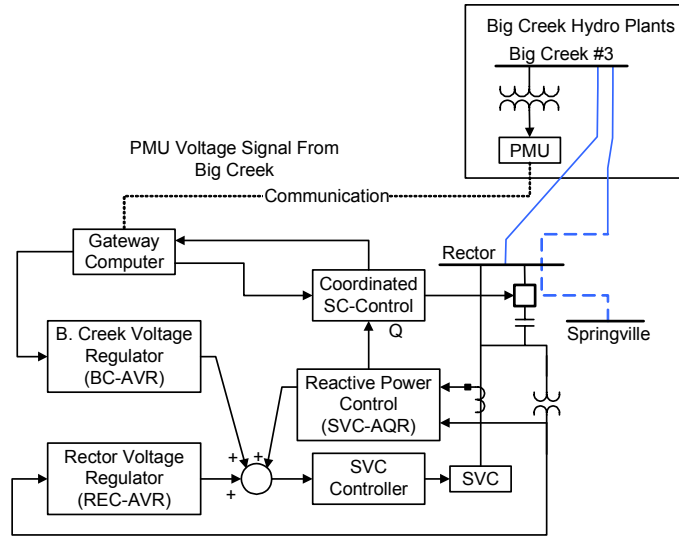 Big Creek Hydro Plants
Big Creek #3
PMU
PMU Voltage Signal From
Big Creek
Communication
Gateway
Computer
Rector
Coordinated
SC-Control
Springville
Q
B. Creek Voltage
Regulator
(BC-AVR)
Reactive Power
Control
(SVC-AQR)
Rector Voltage
Regulator
(REC-AVR)
+
+
+
SVC
Controller
SVC